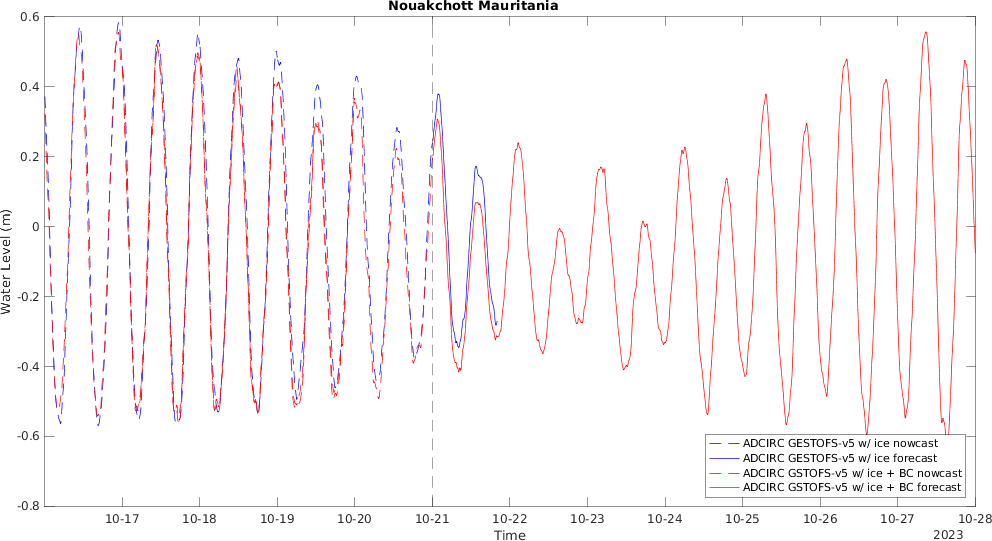 Nouakchott Mauritania
0.6
0.4
0.2
0
-0.2
-0.4
-0.6
-0.8
Water Level (m)
ADCIRC GESTOFS-v5 w/ ice nowcast
ADCIRC GESTOFS-v5 w/ ice forecast
ADCIRC GSTOFS-v5 w/ ice + BC nowcast
ADCIRC GSTOFS-v5 w/ ice + BC forecast
10-17 10-18 10-19 10-20 10-21 10-22 10-23 10-24 10-25 10-26 10-27 10-28
Time
2023